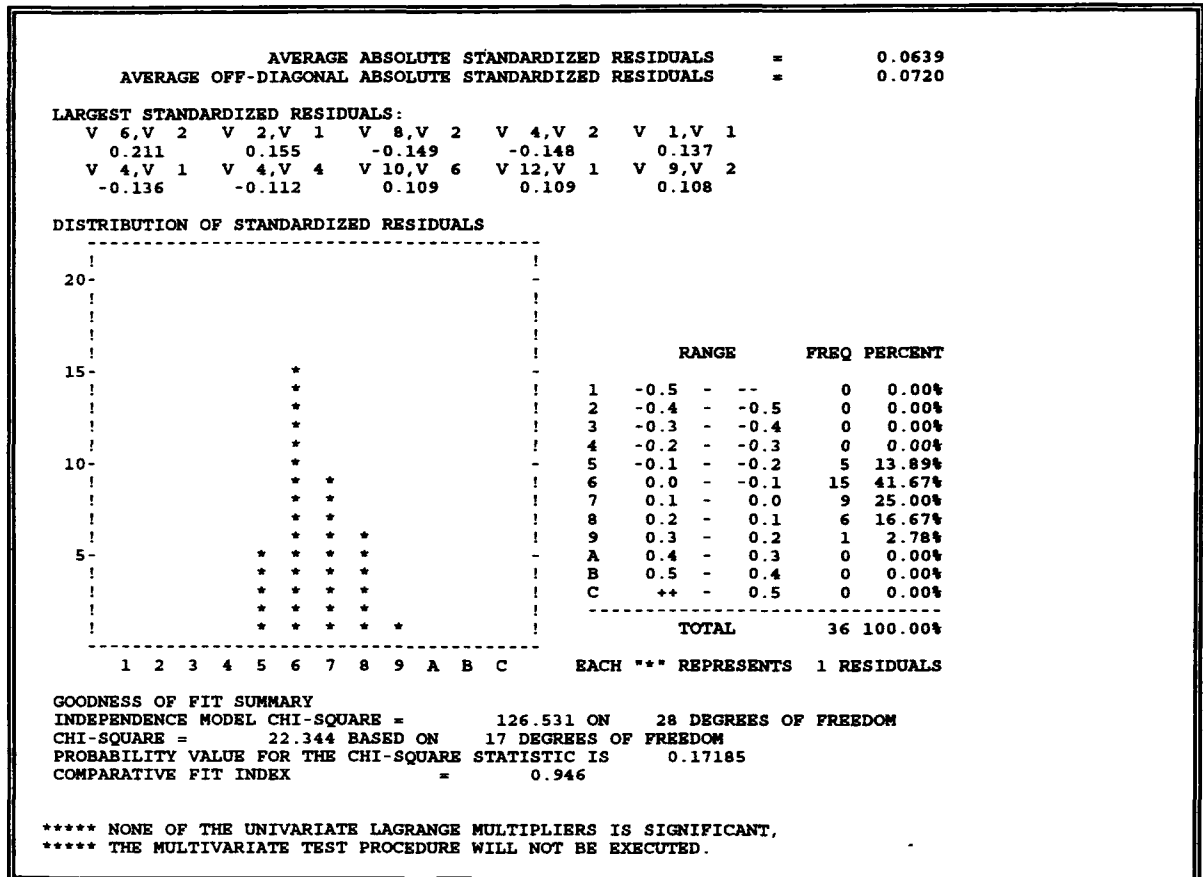 AVERAGE ABSOLUTE STANDARDIZED RESIDUALS = 0.0639
AVERAGE OFF-DIAGONAL ABSOLUTE STANDARDIZED RESIDUALS = 0.0720
LARGEST STANDARDIZED RESIDUALS:
V 6,V 2 V 2,V 1 V 8,V 2 V 4,V 2 V 1,V 1
0.211 0.155 -0.149 -0.148 0.137
V 4,V 1 V 4,V 4 V 10,V 6 V 12,V 1 V 9,V 2
-0.136 -0.112 0.109 0.109 0.108
DISTRIBUTION OF STANDARDIZED RESIDUALS
----------------------------------------
! !
20- -
! !
! !
! !
! !
15- * -
! * !
! * !
! * !
! * !
10- * -
! * * !
! * * !
! * * !
! * * * !
5- * * * * -
! * * * * !
! * * * * !
! * * * * !
! * * * * * !
----------------------------------------
1 2 3 4 5 6 7 8 9 A B C
RANGE FREQ PERCENT
1 -0.5 - -- 0 0.00%
2 -0.4 - -0.5 0 0.00%
3 -0.3 - -0.4 0 0.00%
4 -0.2 - -0.3 0 0.00%
5 -0.1 - -0.2 5 13.89%
6 0.0 - -0.1 15 41.67%
7 0.1 - 0.0 9 25.00%
8 0.2 - 0.1 6 16.67%
9 0.3 - 0.2 1 2.78%
A 0.4 - 0.3 0 0.00%
B 0.5 - 0.4 0 0.00%
C ++ - 0.5 0 0.00%
-------------------------------
TOTAL 36 100.00%
EACH "*" REPRESENTS 1 RESIDUALS
GOODNESS OF FIT SUMMARY
INDEPENDENCE MODEL CHI-SQUARE = 126.531 ON 28 DEGREES OF FREEDOM
CHI-SQUARE = 22.344 BASED ON 17 DEGREES OF FREEDOM
PROBABILITY VALUE FOR THE CHI-SQUARE STATISTIC IS 0.17185
COMPARATIVE FIT INDEX = 0.946
***** NONE OF THE UNIVARIATE LAGRANGE MULTIPLIERS IS SIGNIFICANT,
***** THE MULTIVARIATE TEST PROCEDURE WILL NOT BE EXECUTED.